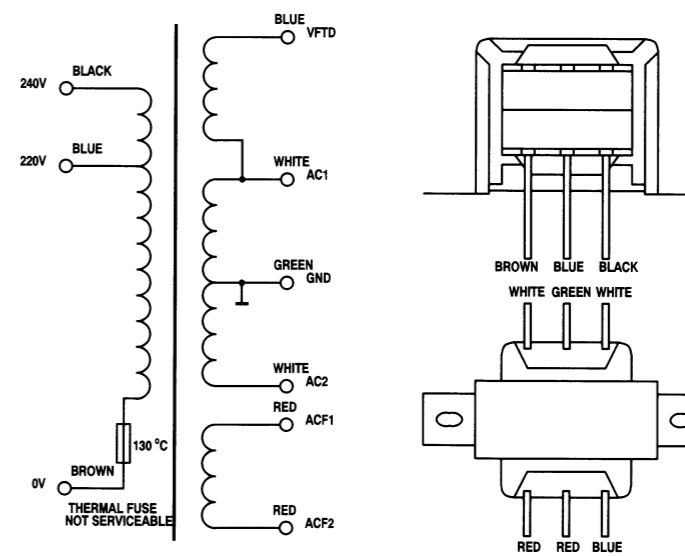 BLUE
VFTD
BLACK
240V
BLUE
220V
WHITE
AC1
GREEN
GND
WHITE
AC2
RED
ACF1
130 °C
BROWN
0V
THERMAL FUSE
NOT SERVICEABLE
RED
ACF2
BROWN BLUE BLACK
WHITE GREEN WHITE
RED RED BLUE